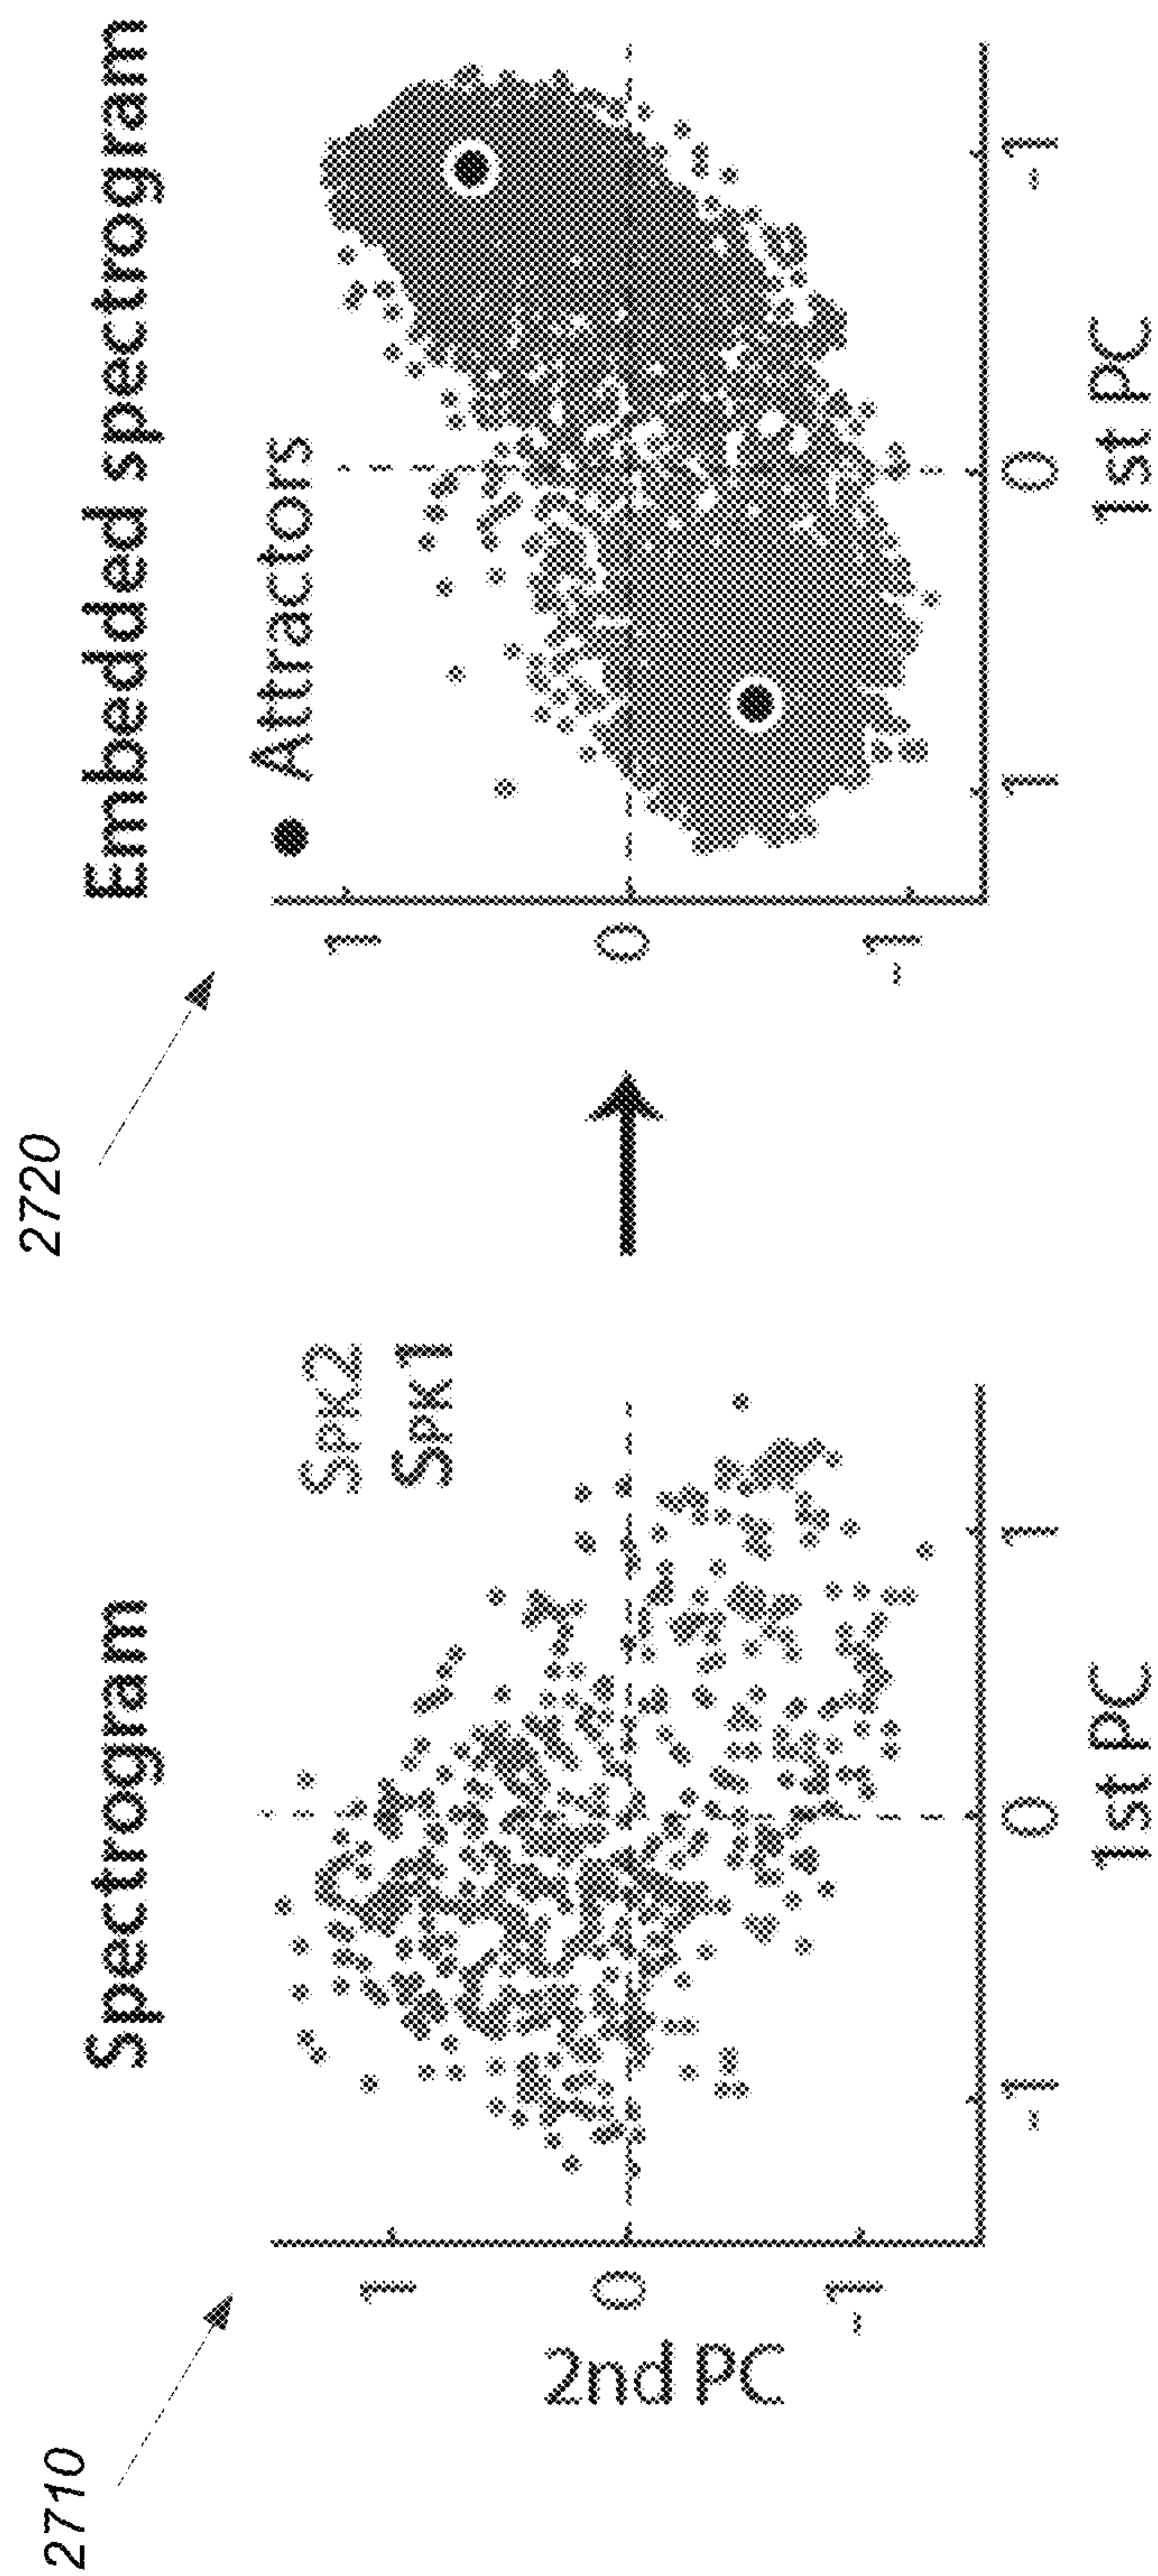 2710
Spectrogram
Spk2
Spk1
2nd PC
1
0
-1
-1 0 1
1st PC
2720
Embedded spectrogram
Attractors
1
0
-1
1 0 -1
1st PC